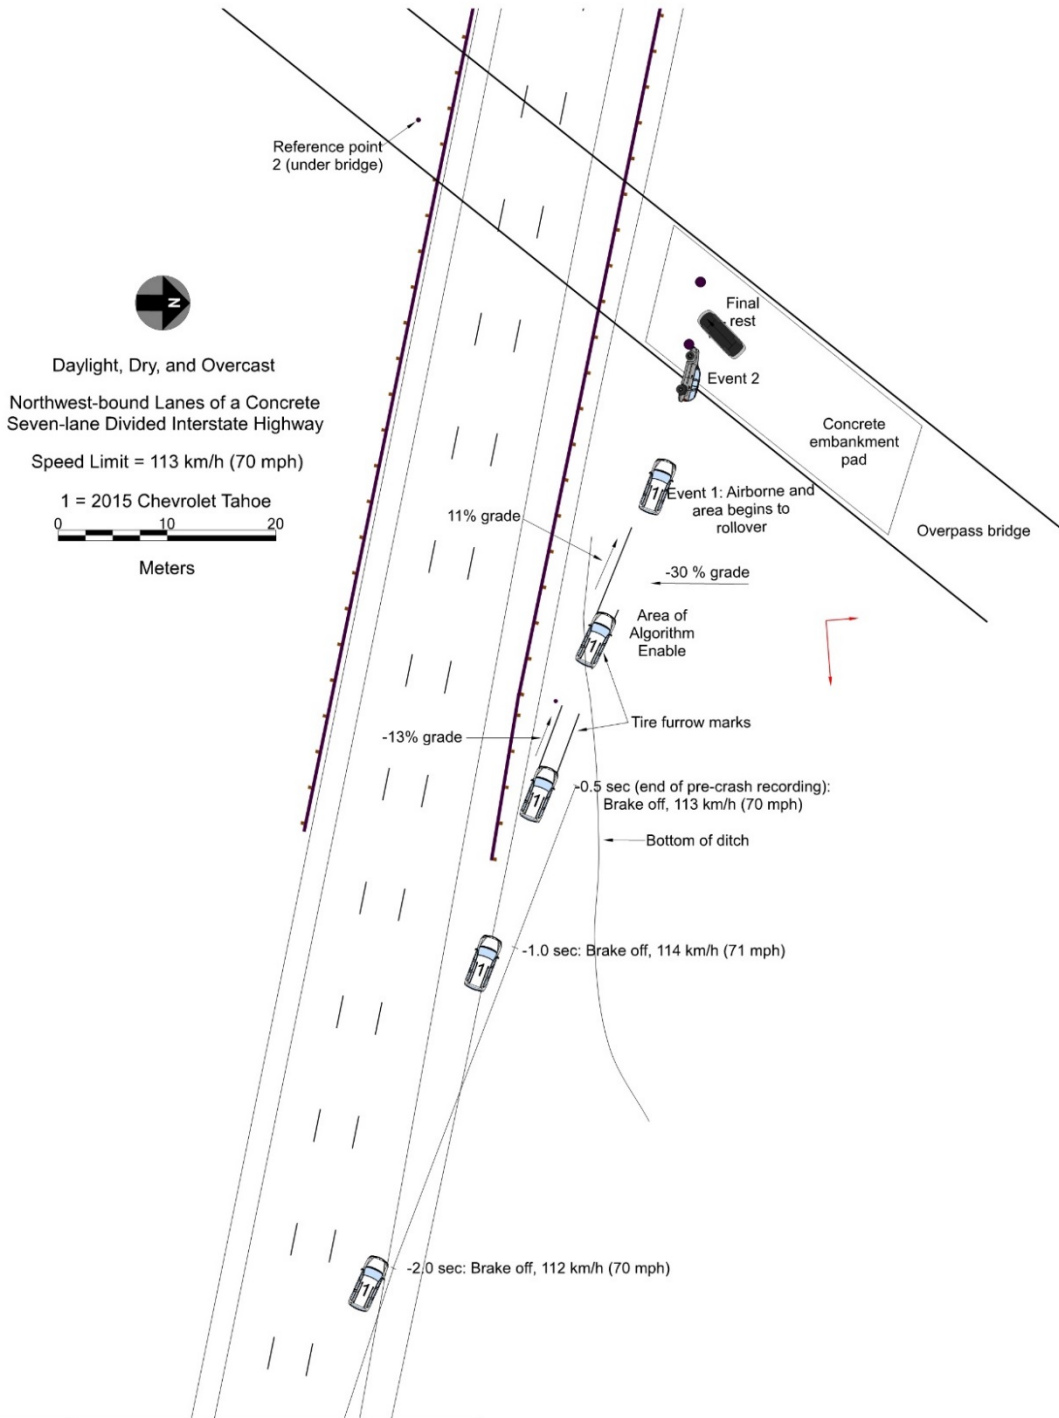 Reference point
2 (under bridge)
N
Daylight, Dry, and Overcast
Northwest-bound Lanes of a Concrete
Seven-lane Divided Interstate Highway
Speed Limit = 113 km/h (70 mph)
1 = 2015 Chevrolet Tahoe
0 10 20
Meters
Final
rest
Event 2
Concrete
embankment
pad
Overpass bridge
1
Event 1: Airborne and
area begins to
rollover
11% grade
-30 % grade
1
Area of
Algorithm
Enable
Tire furrow marks
-13% grade
1
-0.5 sec (end of pre-crash recording):
Brake off, 113 km/h (70 mph)
Bottom of ditch
1
-1.0 sec: Brake off, 114 km/h (71 mph)
1
-2.0 sec: Brake off, 112 km/h (70 mph)